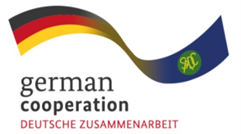 german
cooperation
DEUTSCHE ZUSAMMENARBEIT